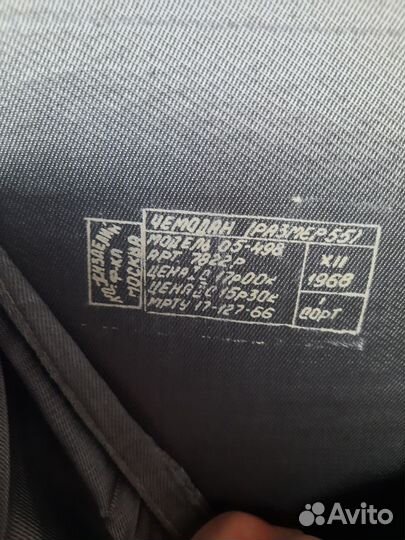 ЧЕМОДАН (РАЗМЕР 55)
МОДЕЛЬ 05-498
АРТ 7822р
ЦЕНА 17р00к
ЦЕНА 15р30к
МРТУ 17-127-66
XII
1968
1
СОРТ
МОСКВА
Avito